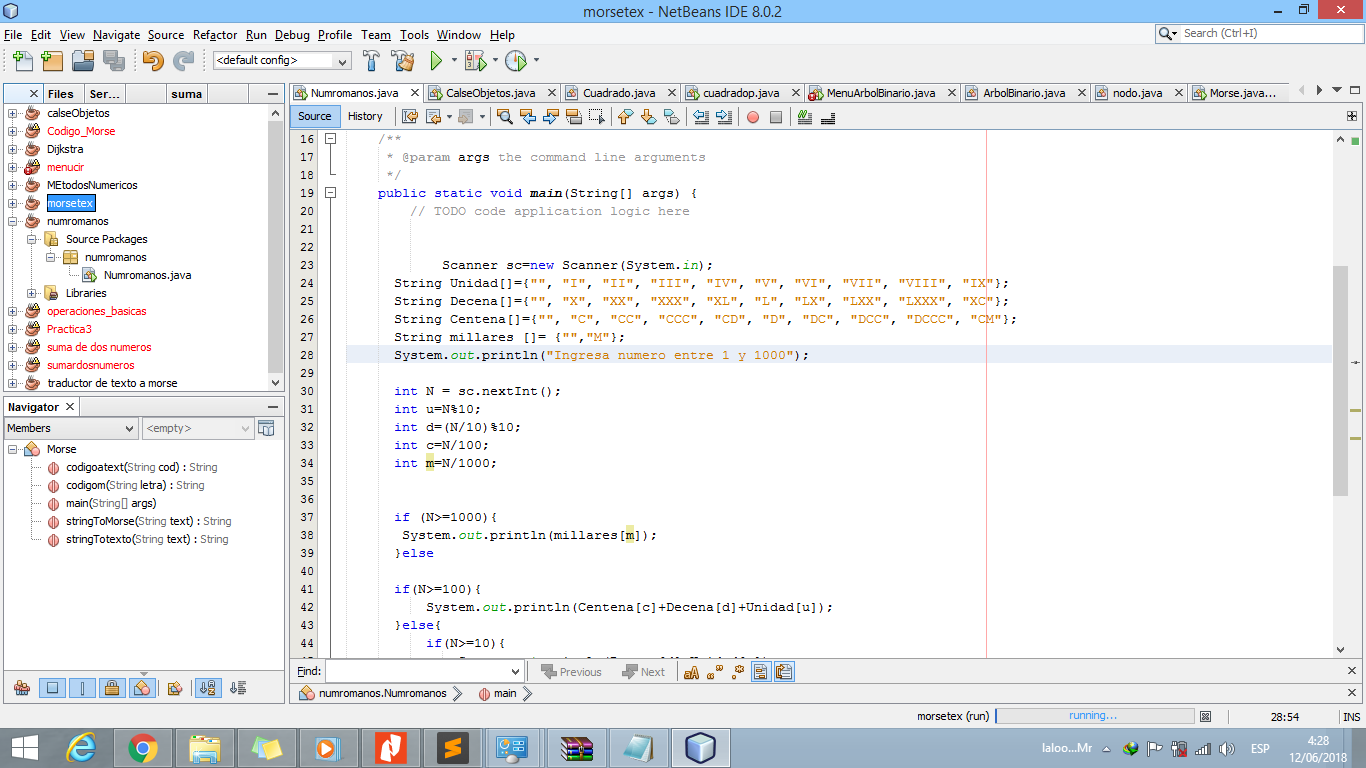 morsetex - NetBeans IDE 8.0.2
File Edit View Navigate Source Refactor Run Debug Profile Team Tools Window Help
Search (Ctrl+I)
<default config>
Files Ser... suma
calseObjetos
Codigo_Morse
Dijkstra
menucir
MEtodosNumericos
morsetex
numromanos
Source Packages
numromanos
Numromanos.java
Libraries
operaciones_basicas
Practica3
suma de dos numeros
sumardosnumeros
traductor de texto a morse
Navigator
Members <empty>
Morse
codigoatext(String cod) : String
codigom(String letra) : String
main(String[] args)
stringToMorse(String text) : String
stringTotexto(String text) : String
Numromanos.java CalseObjetos.java Cuadrado.java cuadradop.java MenuArbolBinario.java ArbolBinario.java nodo.java Morse.java...
Source History
16 /**
17 * @param args the command line arguments
18 */
19 public static void main(String[] args) {
20 // TODO code application logic here
21
22
23 Scanner sc=new Scanner(System.in);
24 String Unidad[]={"", "I", "II", "III", "IV", "V", "VI", "VII", "VIII", "IX"};
25 String Decena[]={"", "X", "XX", "XXX", "XL", "L", "LX", "LXX", "LXXX", "XC"};
26 String Centena[]={"", "C", "CC", "CCC", "CD", "D", "DC", "DCC", "DCCC", "CM"};
27 String millares []= {"","M"};
28 System.out.println("Ingresa numero entre 1 y 1000");
29
30 int N = sc.nextInt();
31 int u=N%10;
32 int d=(N/10)%10;
33 int c=N/100;
34 int m=N/1000;
35
36
37 if (N>=1000){
38 System.out.println(millares[m]);
39 }else
40
41 if(N>=100){
42 System.out.println(Centena[c]+Decena[d]+Unidad[u]);
43 }else{
44 if(N>=10){
Find: Previous Next
numromanos.Numromanos main
morsetex (run) running... 28:54 INS
laloo...Mr ESP 4:28
12/06/2018